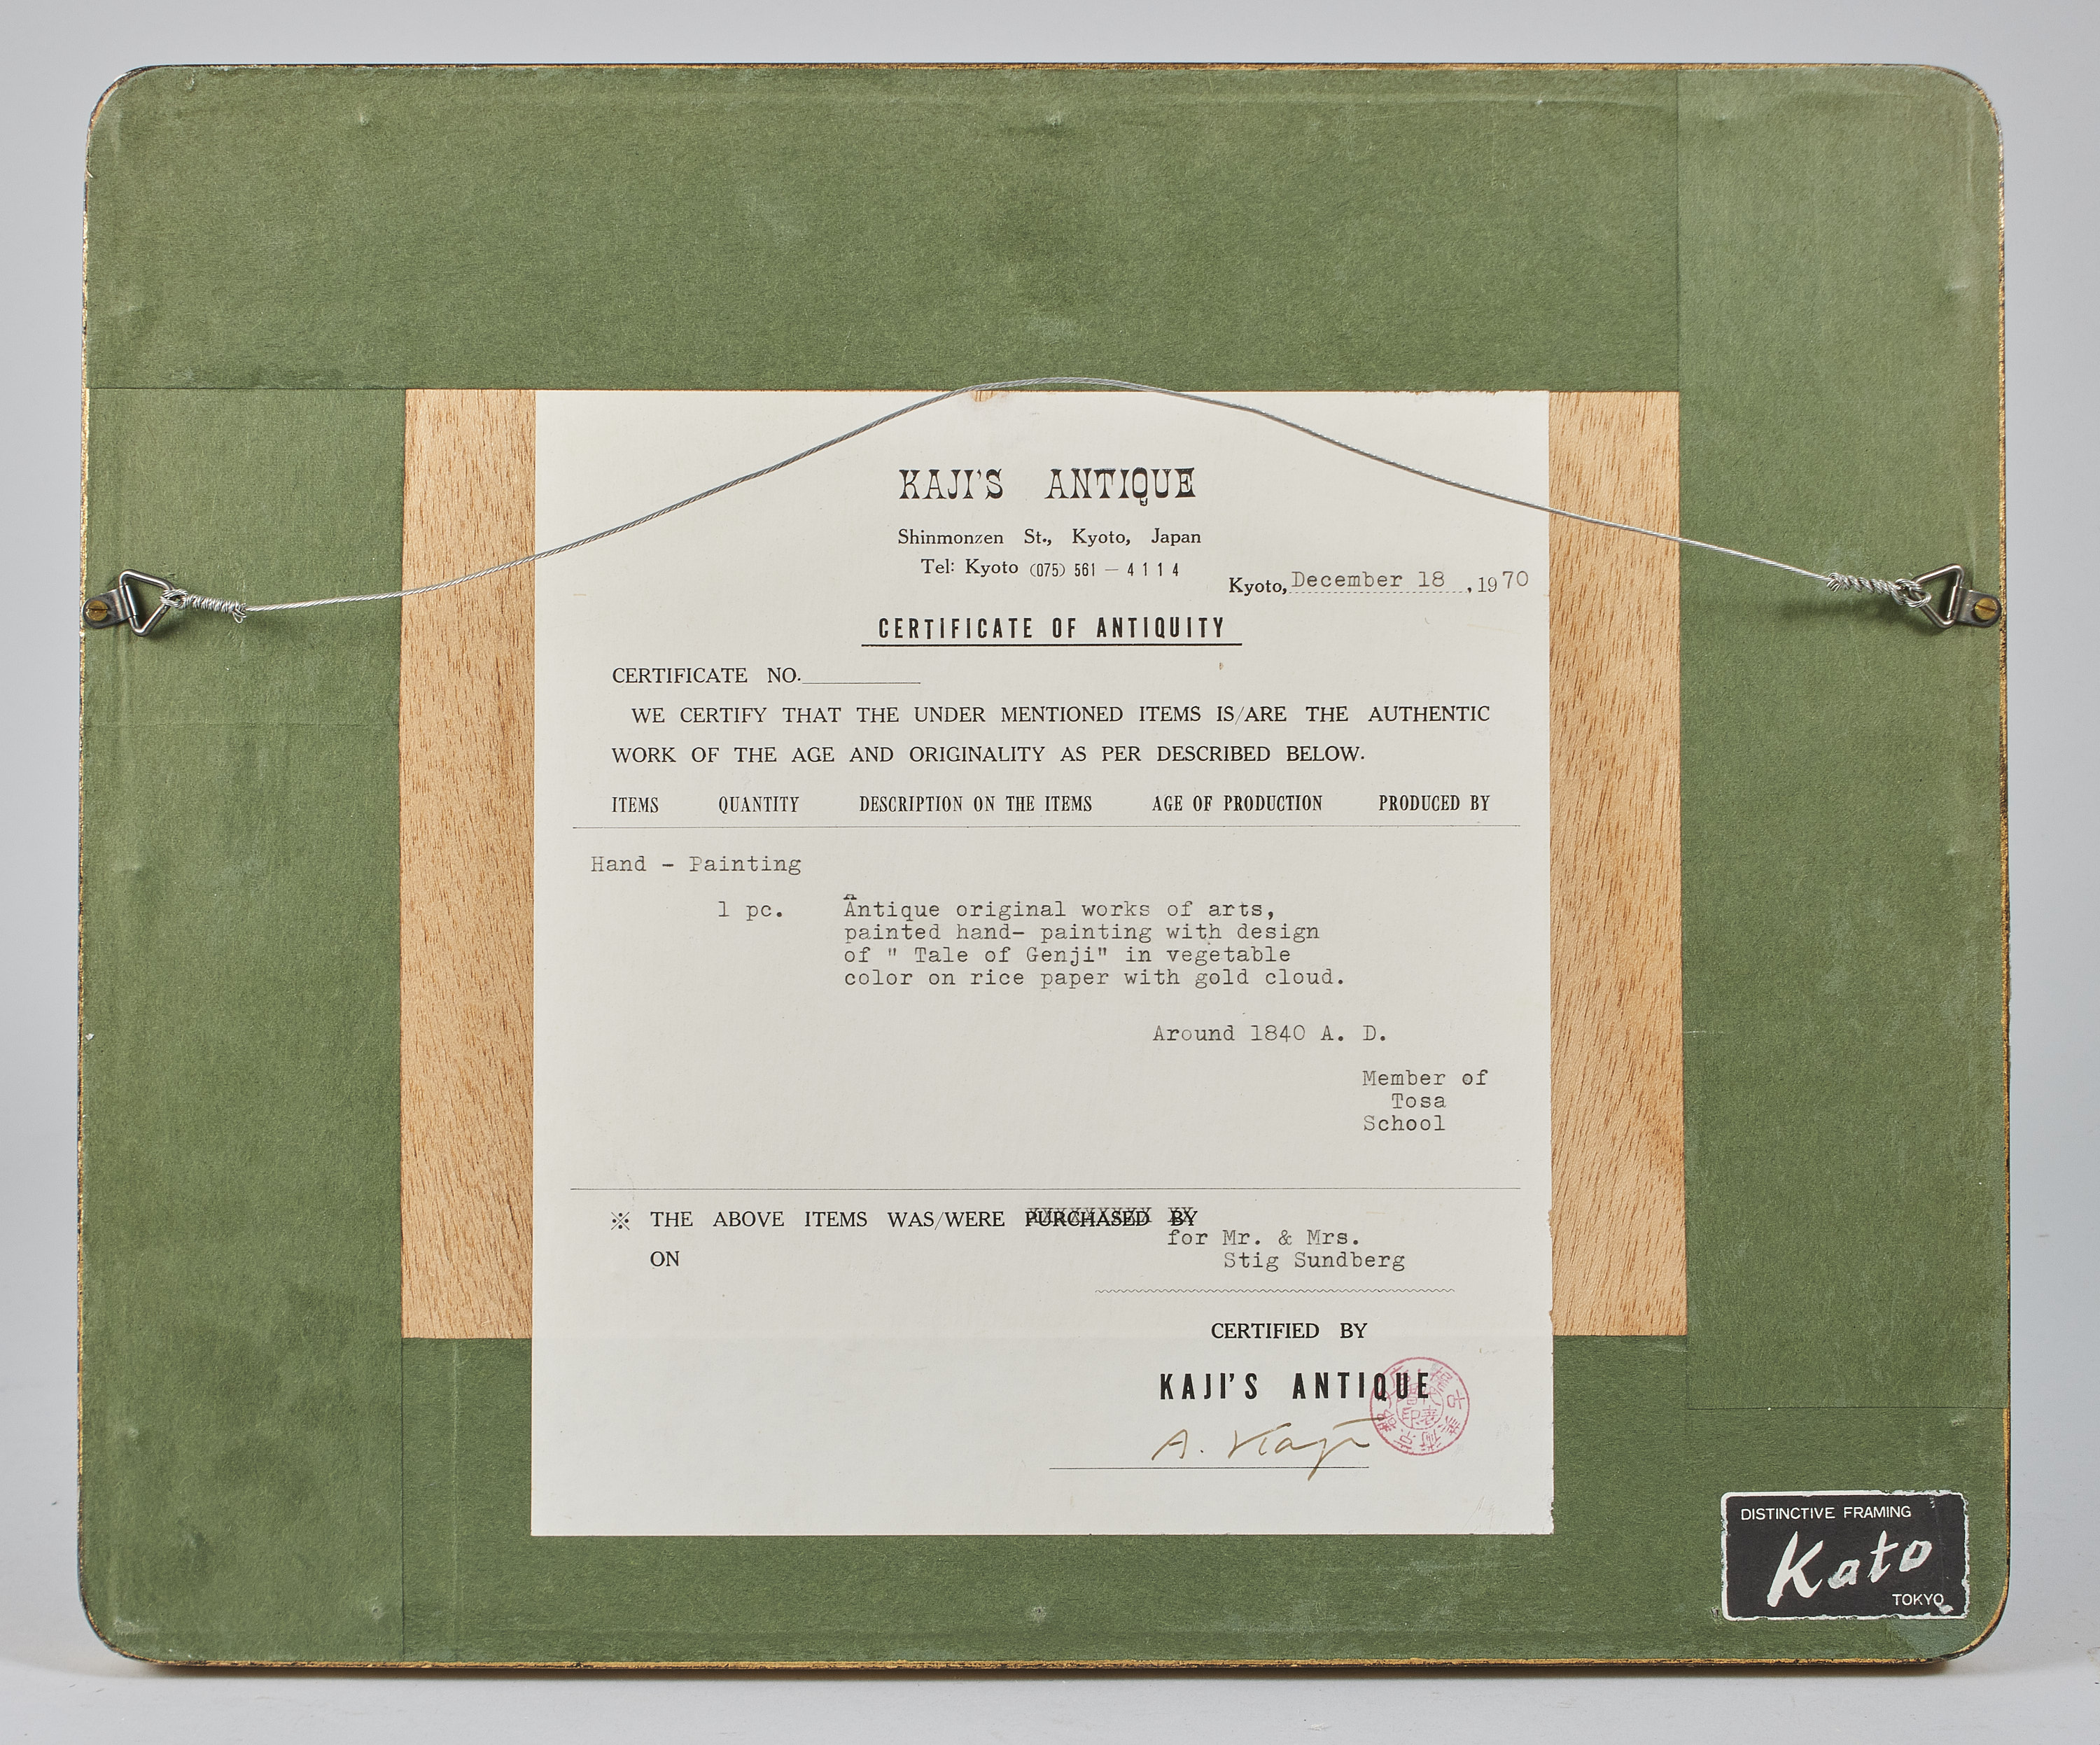 KAJI'S ANTIQUE
Shinmonzen St., Kyoto, Japan
Tel: Kyoto (075) 561 — 4114
Kyoto, December 18, 1970
CERTIFICATE OF ANTIQUITY
CERTIFICATE NO.
WE CERTIFY THAT THE UNDER MENTIONED ITEMS IS/ARE THE AUTHENTIC
WORK OF THE AGE AND ORIGINALITY AS PER DESCRIBED BELOW.
ITEMS QUANTITY DESCRIPTION ON THE ITEMS AGE OF PRODUCTION PRODUCED BY
Hand - Painting
1 pc. Antique original works of arts,
painted hand- painting with design
of " Tale of Genji" in vegetable
color on rice paper with gold cloud.
Around 1840 A. D.
Member of
Tosa
School
※ THE ABOVE ITEMS WAS/WERE PURCHASED BY
for Mr. & Mrs.
ON Stig Sundberg
CERTIFIED BY
KAJI'S ANTIQUE
A. Kaji
DISTINCTIVE FRAMING
Kato
TOKYO